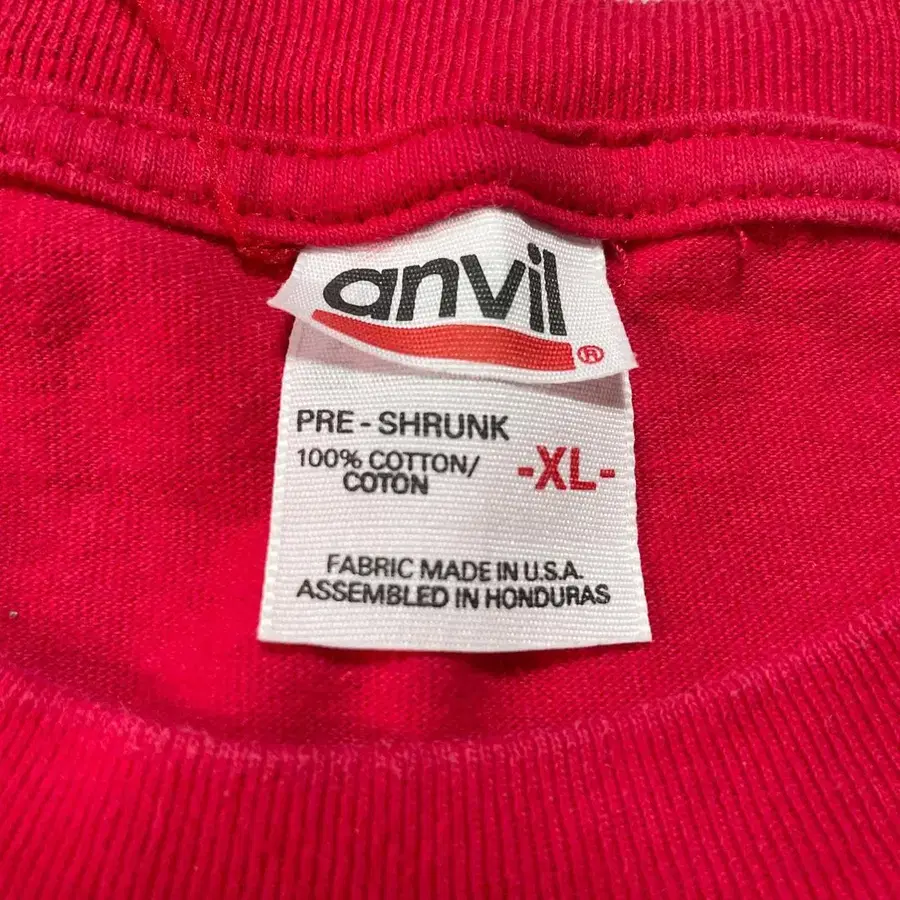 anvil®
PRE-SHRUNK
100% COTTON/
COTON
-XL-
FABRIC MADE IN U.S.A.
ASSEMBLED IN HONDURAS